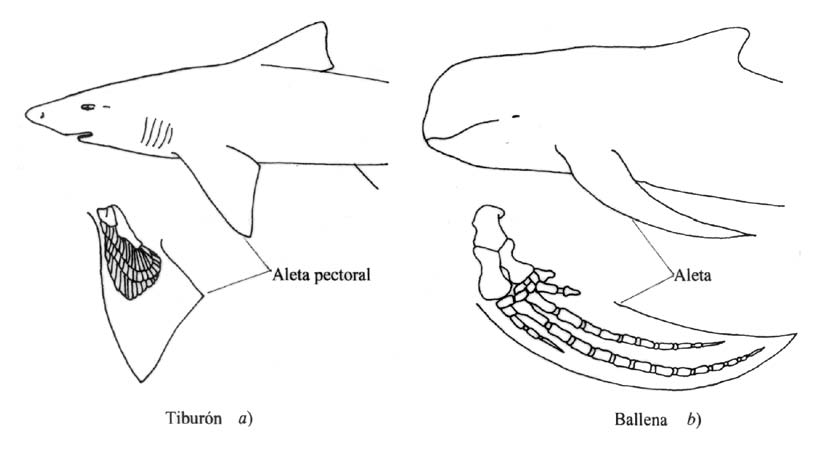 Aleta pectoral
Aleta
Tiburón a)
Ballena b)